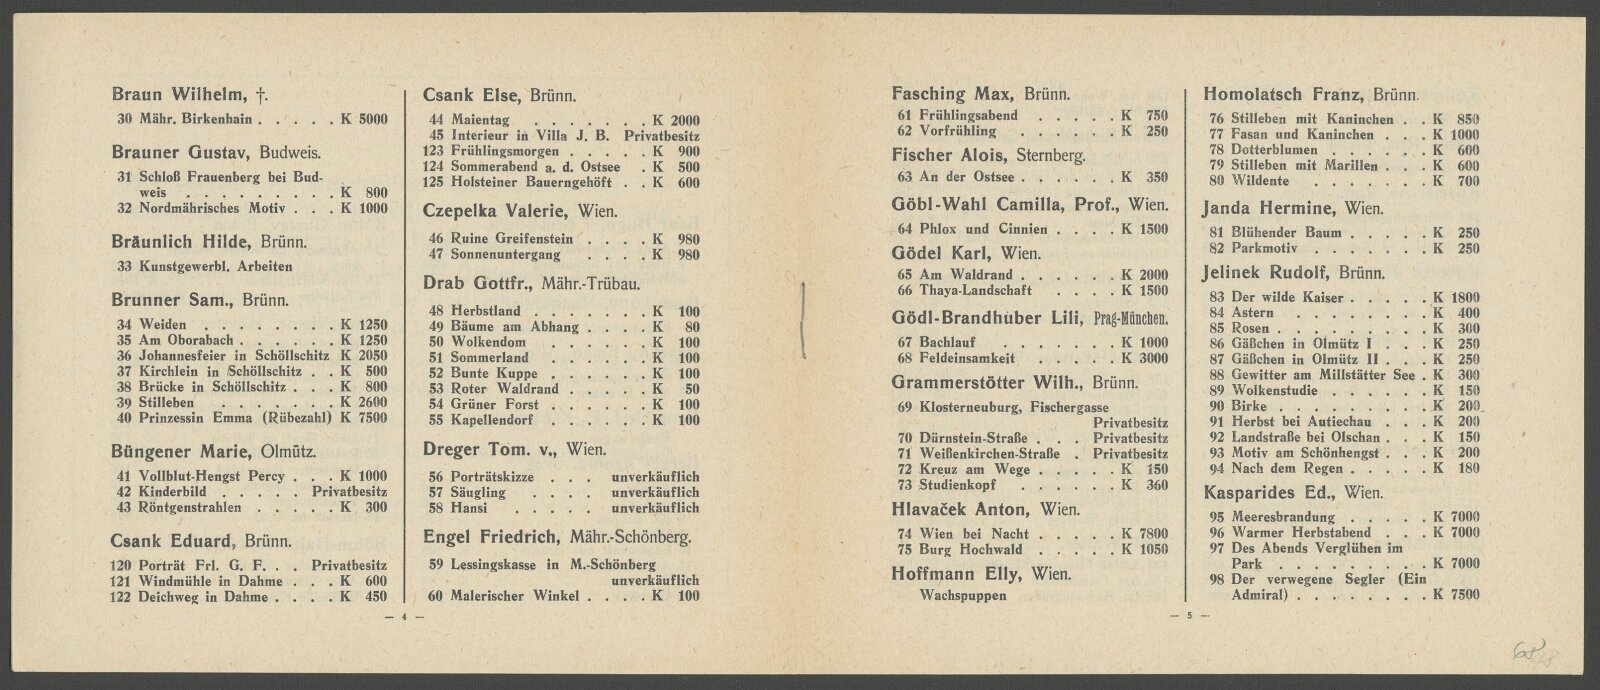 Braun Wilhelm, †.
30 Mähr. Birkenhain . . . . . K 5000
Brauner Gustav, Budweis.
31 Schloß Frauenberg bei Bud-
weis . . . . . . . . K 800
32 Nordmährisches Motiv . . . K 1000
Bräunlich Hilde, Brünn.
33 Kunstgewerbl. Arbeiten
Brunner Sam., Brünn.
34 Weiden . . . . . . . . K 1250
35 Am Oborabach . . . . . . K 1250
36 Johannesfeier in Schöllschitz K 2050
37 Kirchlein in Schöllschitz . . K 500
38 Brücke in Schöllschitz . . . K 800
39 Stilleben . . . . . . . K 2600
40 Prinzessin Emma (Rübezahl) K 7500
Büngener Marie, Olmütz.
41 Vollblut-Hengst Percy . . . K 1000
42 Kinderbild . . . . . Privatbesitz
43 Röntgenstrahlen . . . . . K 300
Csank Eduard, Brünn.
120 Porträt Frl. G. F. . . Privatbesitz
121 Windmühle in Dahme . . . K 600
122 Deichweg in Dahme . . . . K 450
Csank Else, Brünn.
44 Maientag . . . . . . . K 2000
45 Interieur in Villa J. B. Privatbesitz
123 Frühlingsmorgen . . . . . K 900
124 Sommerabend a. d. Ostsee . K 500
125 Holsteiner Bauerngehöft . . K 600
Czepelka Valerie, Wien.
46 Ruine Greifenstein . . . . K 980
47 Sonnenuntergang . . . . K 980
Drab Gottfr., Mähr.-Trübau.
48 Herbstland . . . . . . . K 100
49 Bäume am Abhang . . . . K 80
50 Wolkendom . . . . . . K 100
51 Sommerland . . . . . . K 100
52 Bunte Kuppe . . . . . . K 100
53 Roter Waldrand . . . . . K 50
54 Grüner Forst . . . . . . K 100
55 Kapellendorf . . . . . . K 100
Dreger Tom. v., Wien.
56 Porträtskizze . . . unverkäuflich
57 Säugling . . . . unverkäuflich
58 Hansi . . . . . unverkäuflich
Engel Friedrich, Mähr.-Schönberg.
59 Lessingskasse in M.-Schönberg
unverkäuflich
60 Malerischer Winkel . . . . K 100
— 4 —
Fasching Max, Brünn.
61 Frühlingsabend . . . . . K 750
62 Vorfrühling . . . . . . K 250
Fischer Alois, Sternberg.
63 An der Ostsee . . . . . . K 350
Göbl-Wahl Camilla, Prof., Wien.
64 Phlox und Cinnien . . . . K 1500
Gödel Karl, Wien.
65 Am Waldrand . . . . . . K 2000
66 Thaya-Landschaft . . . . K 1500
Gödl-Brandhuber Lili, Prag-München.
67 Bachlauf . . . . . . . K 1000
68 Feldeinsamkeit . . . . . K 3000
Grammerstötter Wilh., Brünn.
69 Klosterneuburg, Fischergasse
Privatbesitz
70 Dürnstein-Straße . . . Privatbesitz
71 Weißenkirchen-Straße . Privatbesitz
72 Kreuz am Wege . . . . . K 150
73 Studienkopf . . . . . . K 360
Hlavaček Anton, Wien.
74 Wien bei Nacht . . . . . K 7800
75 Burg Hochwald . . . . . K 1050
Hoffmann Elly, Wien.
Wachspuppen
Homolatsch Franz, Brünn.
76 Stilleben mit Kaninchen . . K 850
77 Fasan und Kaninchen . . . K 1000
78 Dotterblumen . . . . . . K 600
79 Stilleben mit Marillen . . . K 600
80 Wildente . . . . . . . K 700
Janda Hermine, Wien.
81 Blühender Baum . . . . . K 250
82 Parkmotiv . . . . . . . K 250
Jelinek Rudolf, Brünn.
83 Der wilde Kaiser . . . . . K 1800
84 Astern . . . . . . . . K 400
85 Rosen . . . . . . . . . K 300
86 Gäßchen in Olmütz I . . . K 250
87 Gäßchen in Olmütz II . . . K 250
88 Gewitter am Millstätter See . K 300
89 Wolkenstudie . . . . . . K 150
90 Birke . . . . . . . . . K 200
91 Herbst bei Autiechau . . . K 200
92 Landstraße bei Olschan . . . K 150
93 Motiv am Schönhengst . . . K 200
94 Nach dem Regen . . . . . K 180
Kasparides Ed., Wien.
95 Meeresbrandung . . . . . K 7000
96 Warmer Herbstabend . . . K 7000
97 Des Abends Verglühen im
Park . . . . . . . . . K 7000
98 Der verwegene Segler (Ein
Admiral) . . . . . . . . K 7500
— 5 —